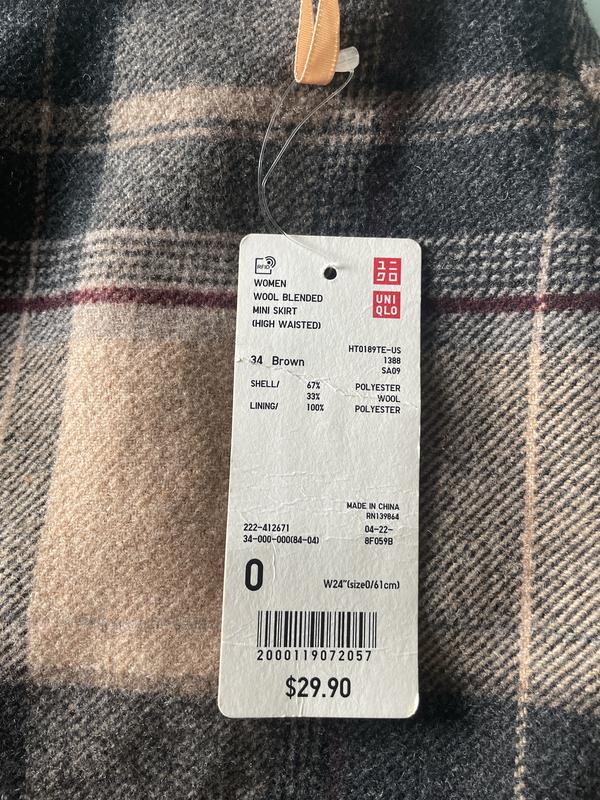 RFID
ユニ
クロ
UNI
QLO
WOMEN
WOOL BLENDED
MINI SKIRT
(HIGH WAISTED)
34 Brown
HT0189TE-US
1388
SA09
SHELL/ 67% POLYESTER
33% WOOL
LINING/ 100% POLYESTER
MADE IN CHINA
RN139864
222-412671 04-22-
34-000-000(84-04) 8F059B
0 W24"(size0/61cm)
2000119072057
$29.90